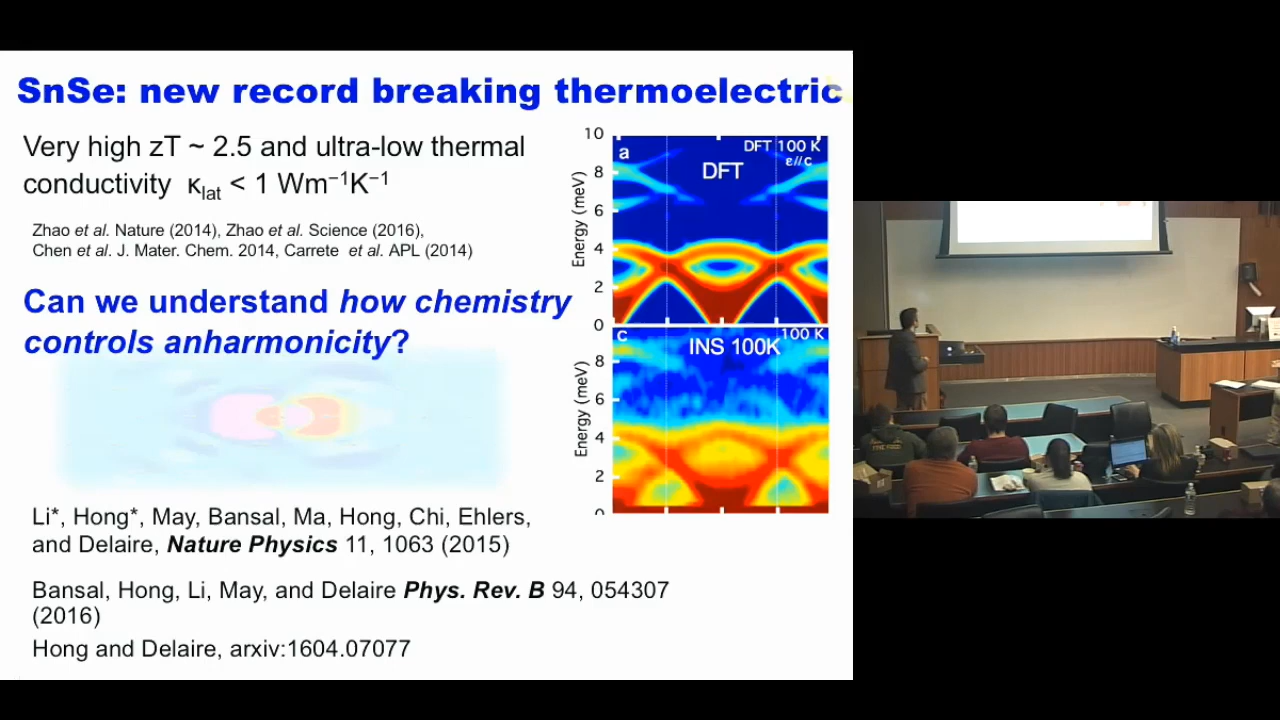 SnSe: new record breaking thermoelectric
Very high zT ~ 2.5 and ultra-low thermal
conductivity κlat < 1 Wm−1K−1
Zhao et al. Nature (2014), Zhao et al. Science (2016),
Chen et al. J. Mater. Chem. 2014, Carrete et al. APL (2014)
Can we understand how chemistry
controls anharmonicity?
Li*, Hong*, May, Bansal, Ma, Hong, Chi, Ehlers,
and Delaire, Nature Physics 11, 1063 (2015)
Bansal, Hong, Li, May, and Delaire Phys. Rev. B 94, 054307
(2016)
Hong and Delaire, arxiv:1604.07077
a
DFT 100 K
ε//c
DFT
10
8
6
4
2
0
Energy (meV)
c
100 K
INS 100K
8
6
4
2
0
Energy (meV)